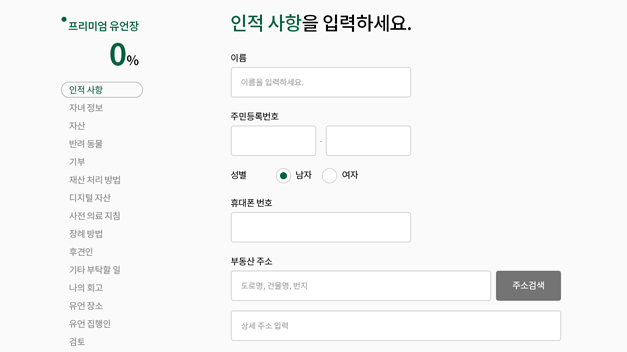 프리미엄 유언장
0%
인적 사항
자녀 정보
자산
반려 동물
기부
재산 처리 방법
디지털 자산
사전 의료 지침
장례 방법
후견인
기타 부탁할 일
나의 회고
유언 장소
유언 집행인
검토
인적 사항을 입력하세요.
이름
이름을 입력하세요.
주민등록번호
-
성별
남자 여자
휴대폰 번호
부동산 주소
도로명, 건물명, 번지 주소검색
상세 주소 입력